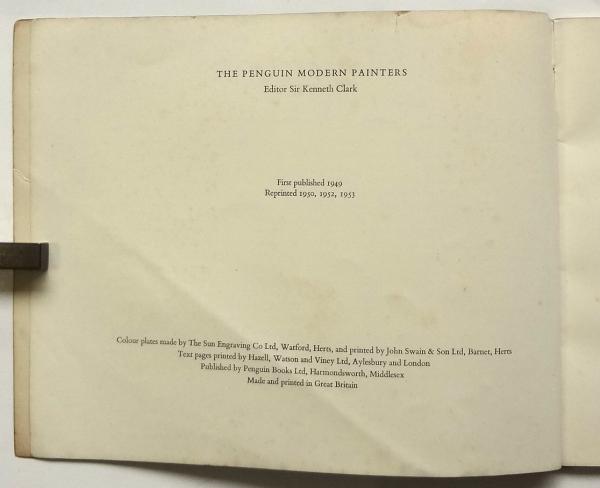 THE PENGUIN MODERN PAINTERS
Editor Sir Kenneth Clark
First published 1949
Reprinted 1950, 1952, 1953
Colour plates made by The Sun Engraving Co Ltd, Watford, Herts, and printed by John Swain & Son Ltd, Barnet, Herts
Text pages printed by Hazell, Watson and Viney Ltd, Aylesbury and London
Published by Penguin Books Ltd, Harmondsworth, Middlesex
Made and printed in Great Britain